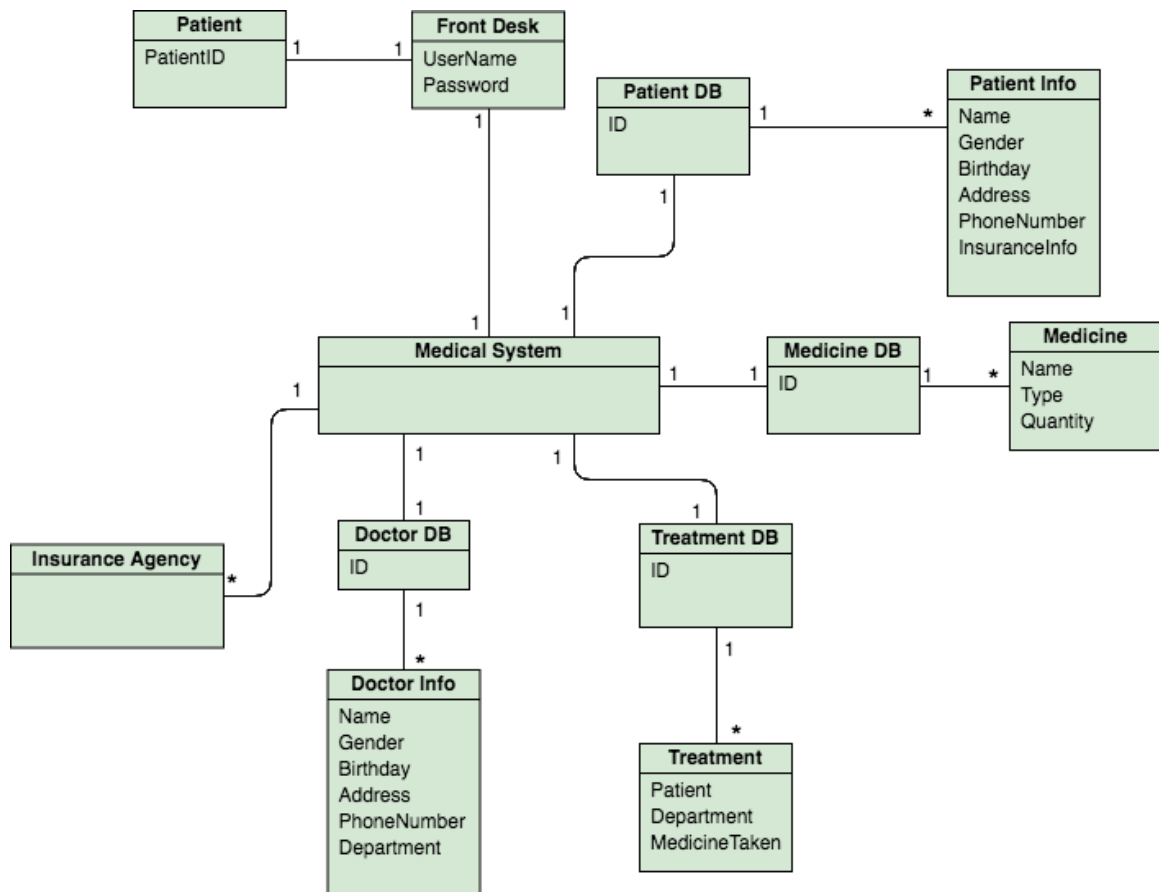 Patient
PatientID
1
1
Front Desk
UserName
Password
1
1
Patient DB
ID
1
*
1
1
Patient Info
Name
Gender
Birthday
Address
PhoneNumber
InsuranceInfo
Medical System
1
1
Medicine DB
ID
1
*
Medicine
Name
Type
Quantity
1
*
Insurance Agency
1
1
Doctor DB
ID
1
*
Doctor Info
Name
Gender
Birthday
Address
PhoneNumber
Department
1
1
Treatment DB
ID
1
*
Treatment
Patient
Department
MedicineTaken